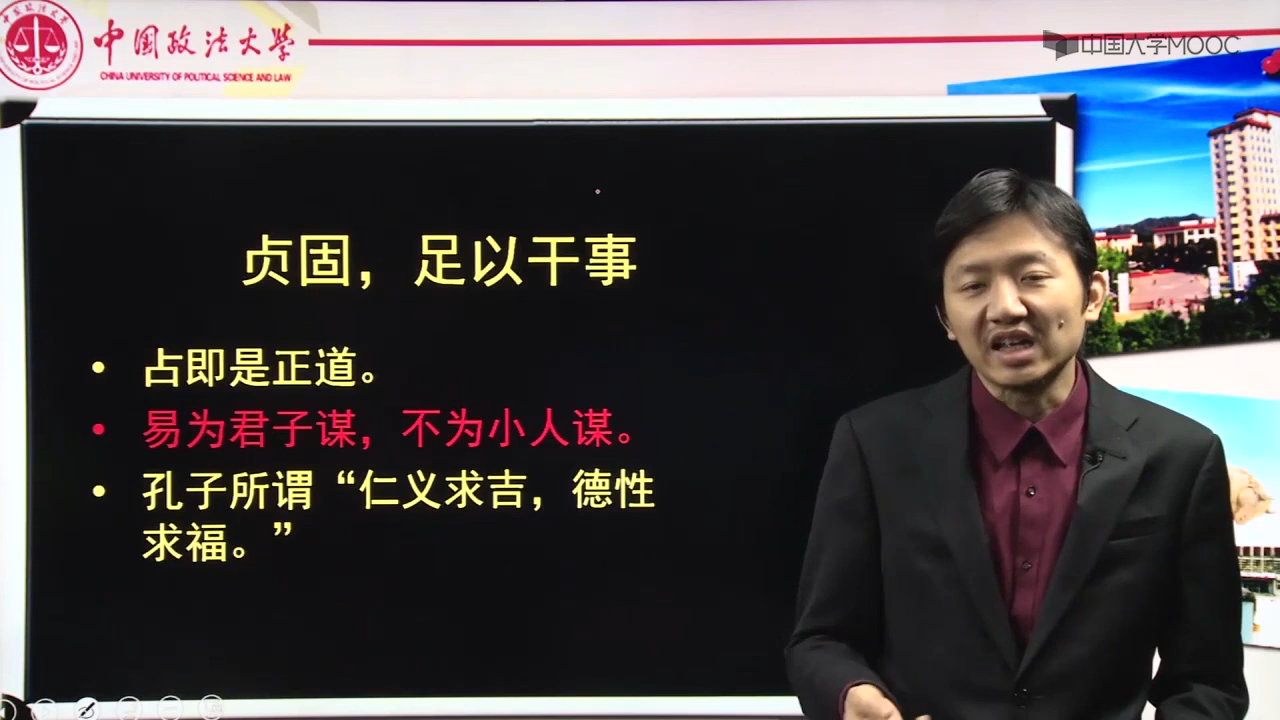 中国政法大学
CHINA UNIVERSITY OF POLITICAL SCIENCE AND LAW
中国大学MOOC
贞固，足以干事
• 占即是正道。
• 易为君子谋，不为小人谋。
• 孔子所谓“仁义求吉，德性
求福。”